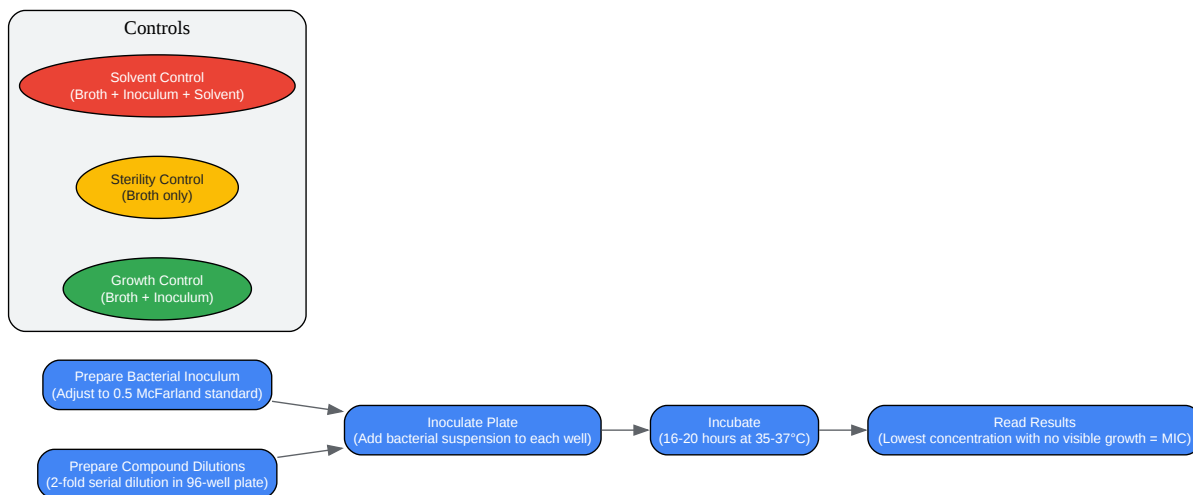 Controls
Solvent Control
(Broth + Inoculum + Solvent)
Sterility Control
(Broth only)
Growth Control
(Broth + Inoculum)
Prepare Bacterial Inoculum
(Adjust to 0.5 McFarland standard)
Prepare Compound Dilutions
(2-fold serial dilution in 96-well plate)
Inoculate Plate
(Add bacterial suspension to each well)
Incubate
(16-20 hours at 35-37°C)
Read Results
(Lowest concentration with no visible growth = MIC)